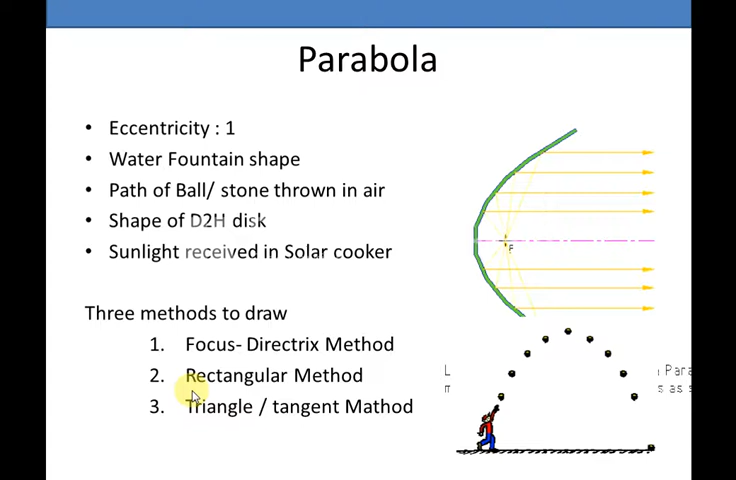 Parabola
• Eccentricity : 1
• Water Fountain shape
• Path of Ball/ stone thrown in air
• Shape of D2H disk
• Sunlight received in Solar cooker
F
Three methods to draw
1. Focus- Directrix Method
2. Rectangular Method
3. Triangle / tangent Mathod